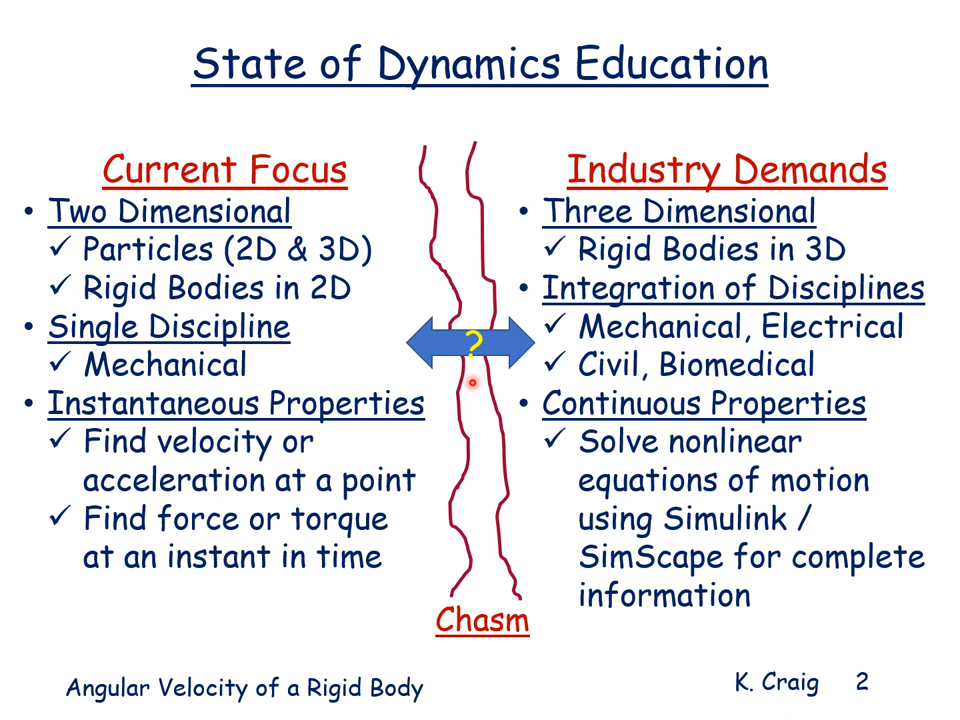 State of Dynamics Education
Current Focus
• Two Dimensional
✓ Particles (2D & 3D)
✓ Rigid Bodies in 2D
• Single Discipline
✓ Mechanical
• Instantaneous Properties
✓ Find velocity or
acceleration at a point
✓ Find force or torque
at an instant in time
?
Chasm
Industry Demands
• Three Dimensional
✓ Rigid Bodies in 3D
• Integration of Disciplines
✓ Mechanical, Electrical
✓ Civil, Biomedical
• Continuous Properties
✓ Solve nonlinear
equations of motion
using Simulink /
SimScape for complete
information
Angular Velocity of a Rigid Body
K. Craig 2